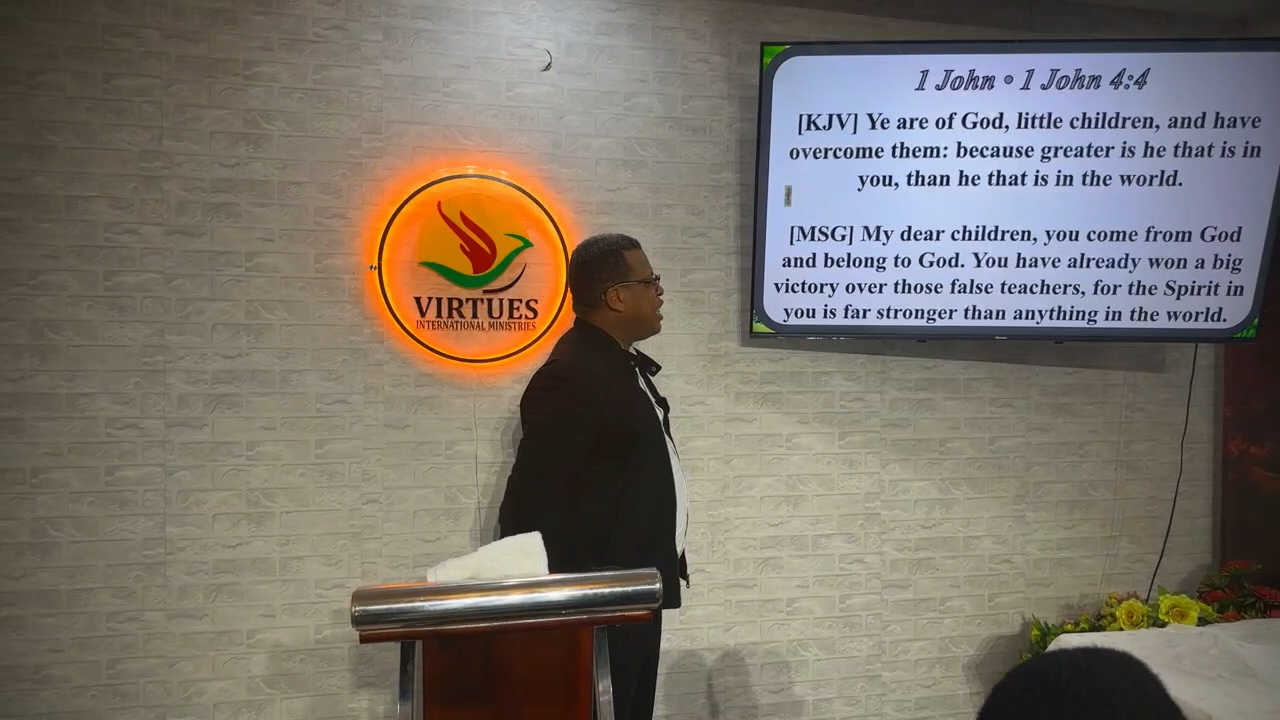 1 John • 1 John 4:4
[KJV] Ye are of God, little children, and have
overcome them: because greater is he that is in
you, than he that is in the world.
[MSG] My dear children, you come from God
and belong to God. You have already won a big
victory over those false teachers, for the Spirit in
you is far stronger than anything in the world.
VIRTUES
INTERNATIONAL MINISTRIES